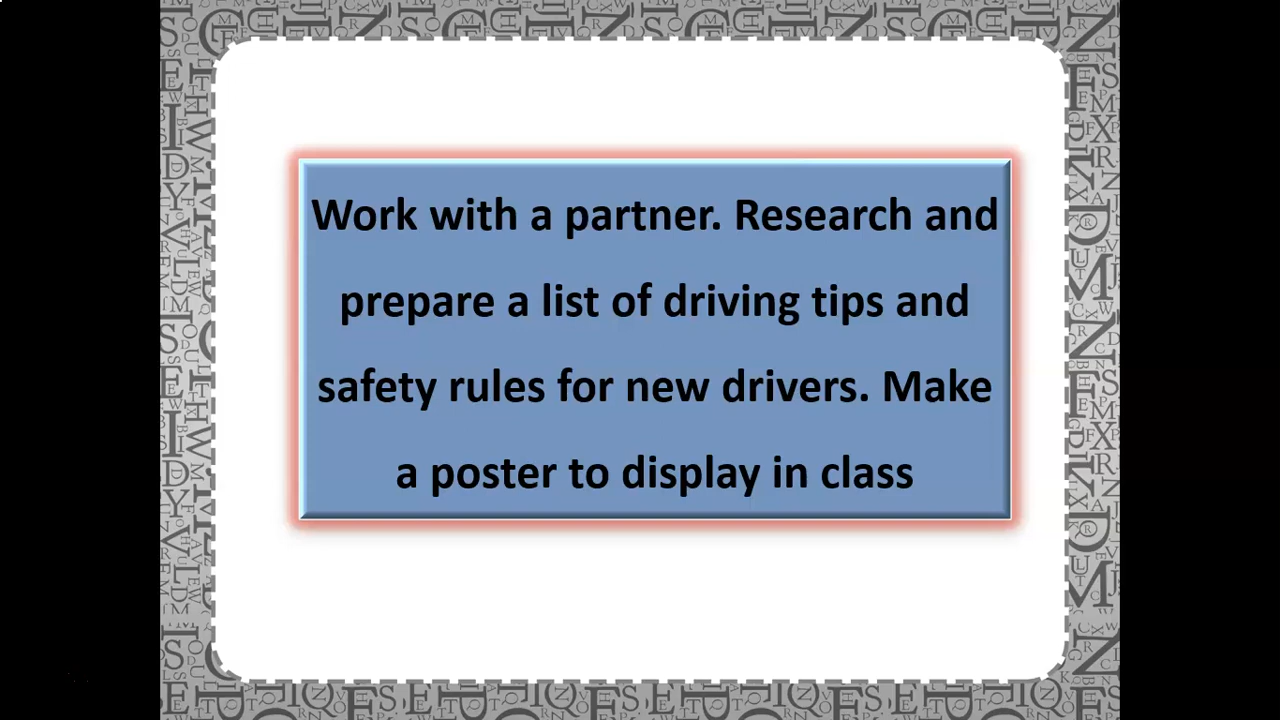 Work with a partner. Research and
prepare a list of driving tips and
safety rules for new drivers. Make
a poster to display in class